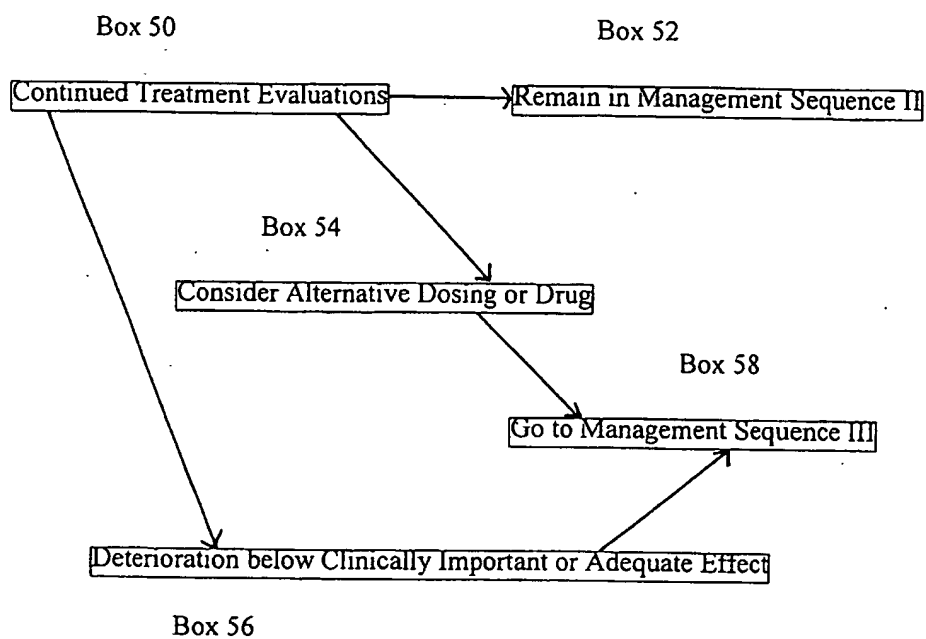 Box 50
Box 52
Continued Treatment Evaluations
Remain in Management Sequence II
Box 54
Consider Alternative Dosing or Drug
Box 58
Go to Management Sequence III
Deterioration below Clinically Important or Adequate Effect
Box 56